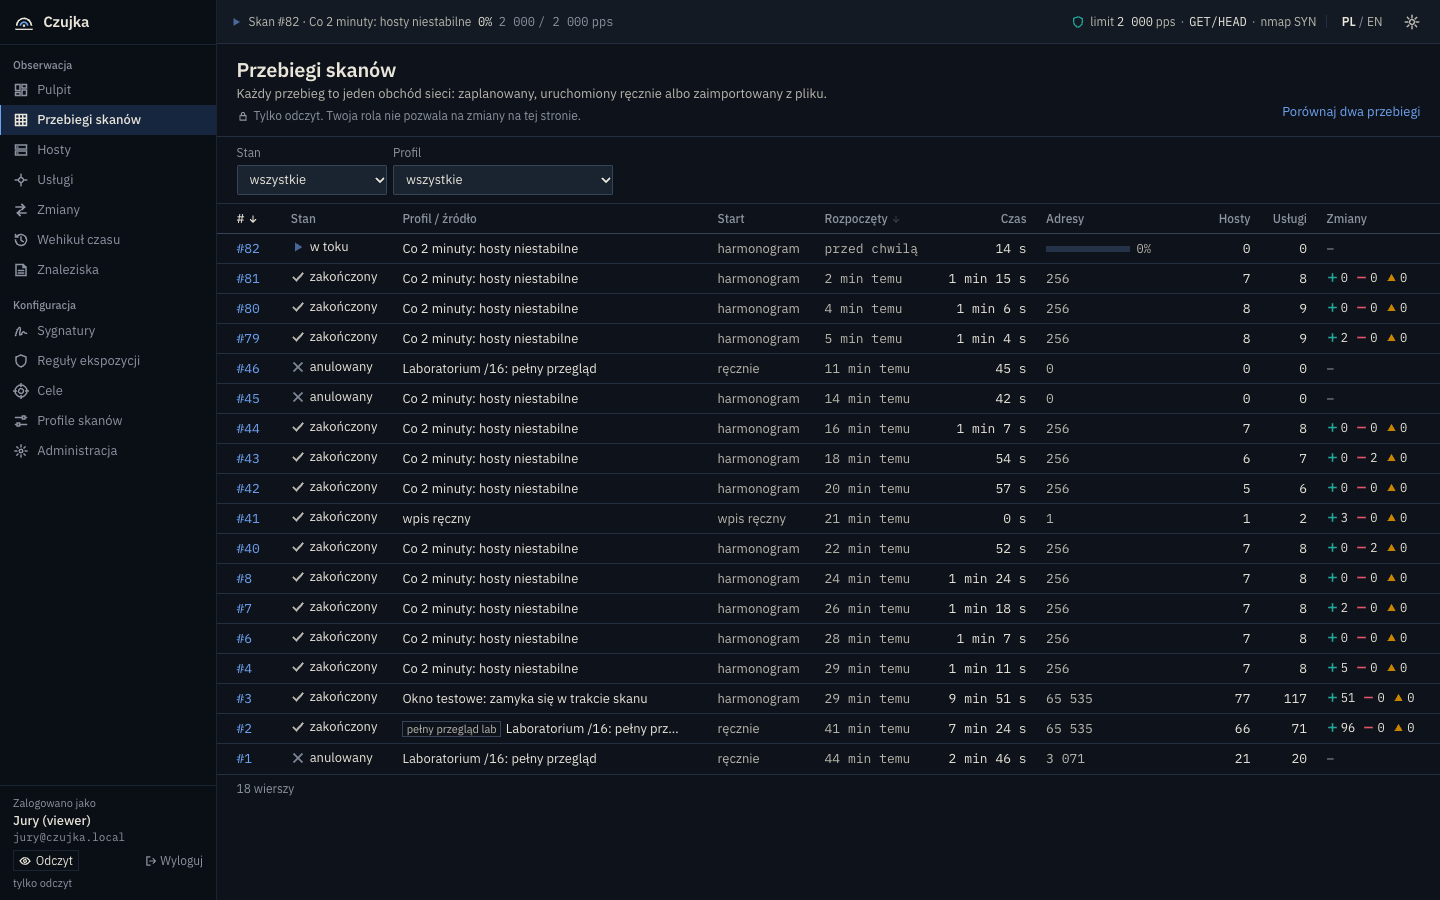 Czujka
Skan #82 · Co 2 minuty: hosty niestabilne 0% 2 000 / 2 000 pps
limit 2 000 pps · GET/HEAD · nmap SYN
PL / EN
Obserwacja
Pulpit
Przebiegi skanów
Hosty
Usługi
Zmiany
Wehikuł czasu
Znaleziska
Konfiguracja
Sygnatury
Reguły ekspozycji
Cele
Profile skanów
Administracja
Zalogowano jako
Jury (viewer)
jury@czujka.local
Odczyt
Wyloguj
tylko odczyt
Przebiegi skanów
Każdy przebieg to jeden obchód sieci: zaplanowany, uruchomiony ręcznie albo zaimportowany z pliku.
Tylko odczyt. Twoja rola nie pozwala na zmiany na tej stronie.
Porównaj dwa przebiegi
Stan Profil
wszystkie wszystkie
# ↓ Stan Profil / źródło Start Rozpoczęty ↓ Czas Adresy Hosty Usługi Zmiany
#82 w toku Co 2 minuty: hosty niestabilne harmonogram przed chwilą 14 s 0% 0 0 –
#81 zakończony Co 2 minuty: hosty niestabilne harmonogram 2 min temu 1 min 15 s 256 7 8 +0 −0 ▲0
#80 zakończony Co 2 minuty: hosty niestabilne harmonogram 4 min temu 1 min 6 s 256 8 9 +0 −0 ▲0
#79 zakończony Co 2 minuty: hosty niestabilne harmonogram 5 min temu 1 min 4 s 256 8 9 +2 −0 ▲0
#46 anulowany Laboratorium /16: pełny przegląd ręcznie 11 min temu 45 s 0 0 0 –
#45 anulowany Co 2 minuty: hosty niestabilne harmonogram 14 min temu 42 s 0 0 0 –
#44 zakończony Co 2 minuty: hosty niestabilne harmonogram 16 min temu 1 min 7 s 256 7 8 +0 −0 ▲0
#43 zakończony Co 2 minuty: hosty niestabilne harmonogram 18 min temu 54 s 256 6 7 +0 −2 ▲0
#42 zakończony Co 2 minuty: hosty niestabilne harmonogram 20 min temu 57 s 256 5 6 +0 −0 ▲0
#41 zakończony wpis ręczny wpis ręczny 21 min temu 0 s 1 1 2 +3 −0 ▲0
#40 zakończony Co 2 minuty: hosty niestabilne harmonogram 22 min temu 52 s 256 7 8 +0 −2 ▲0
#8 zakończony Co 2 minuty: hosty niestabilne harmonogram 24 min temu 1 min 24 s 256 7 8 +0 −0 ▲0
#7 zakończony Co 2 minuty: hosty niestabilne harmonogram 26 min temu 1 min 18 s 256 7 8 +2 −0 ▲0
#6 zakończony Co 2 minuty: hosty niestabilne harmonogram 28 min temu 1 min 7 s 256 7 8 +0 −0 ▲0
#4 zakończony Co 2 minuty: hosty niestabilne harmonogram 29 min temu 1 min 11 s 256 7 8 +5 −0 ▲0
#3 zakończony Okno testowe: zamyka się w trakcie skanu harmonogram 29 min temu 9 min 51 s 65 535 77 117 +51 −0 ▲0
#2 zakończony pełny przegląd lab Laboratorium /16: pełny prz... ręcznie 41 min temu 7 min 24 s 65 535 66 71 +96 −0 ▲0
#1 anulowany Laboratorium /16: pełny przegląd ręcznie 44 min temu 2 min 46 s 3 071 21 20 –
18 wierszy